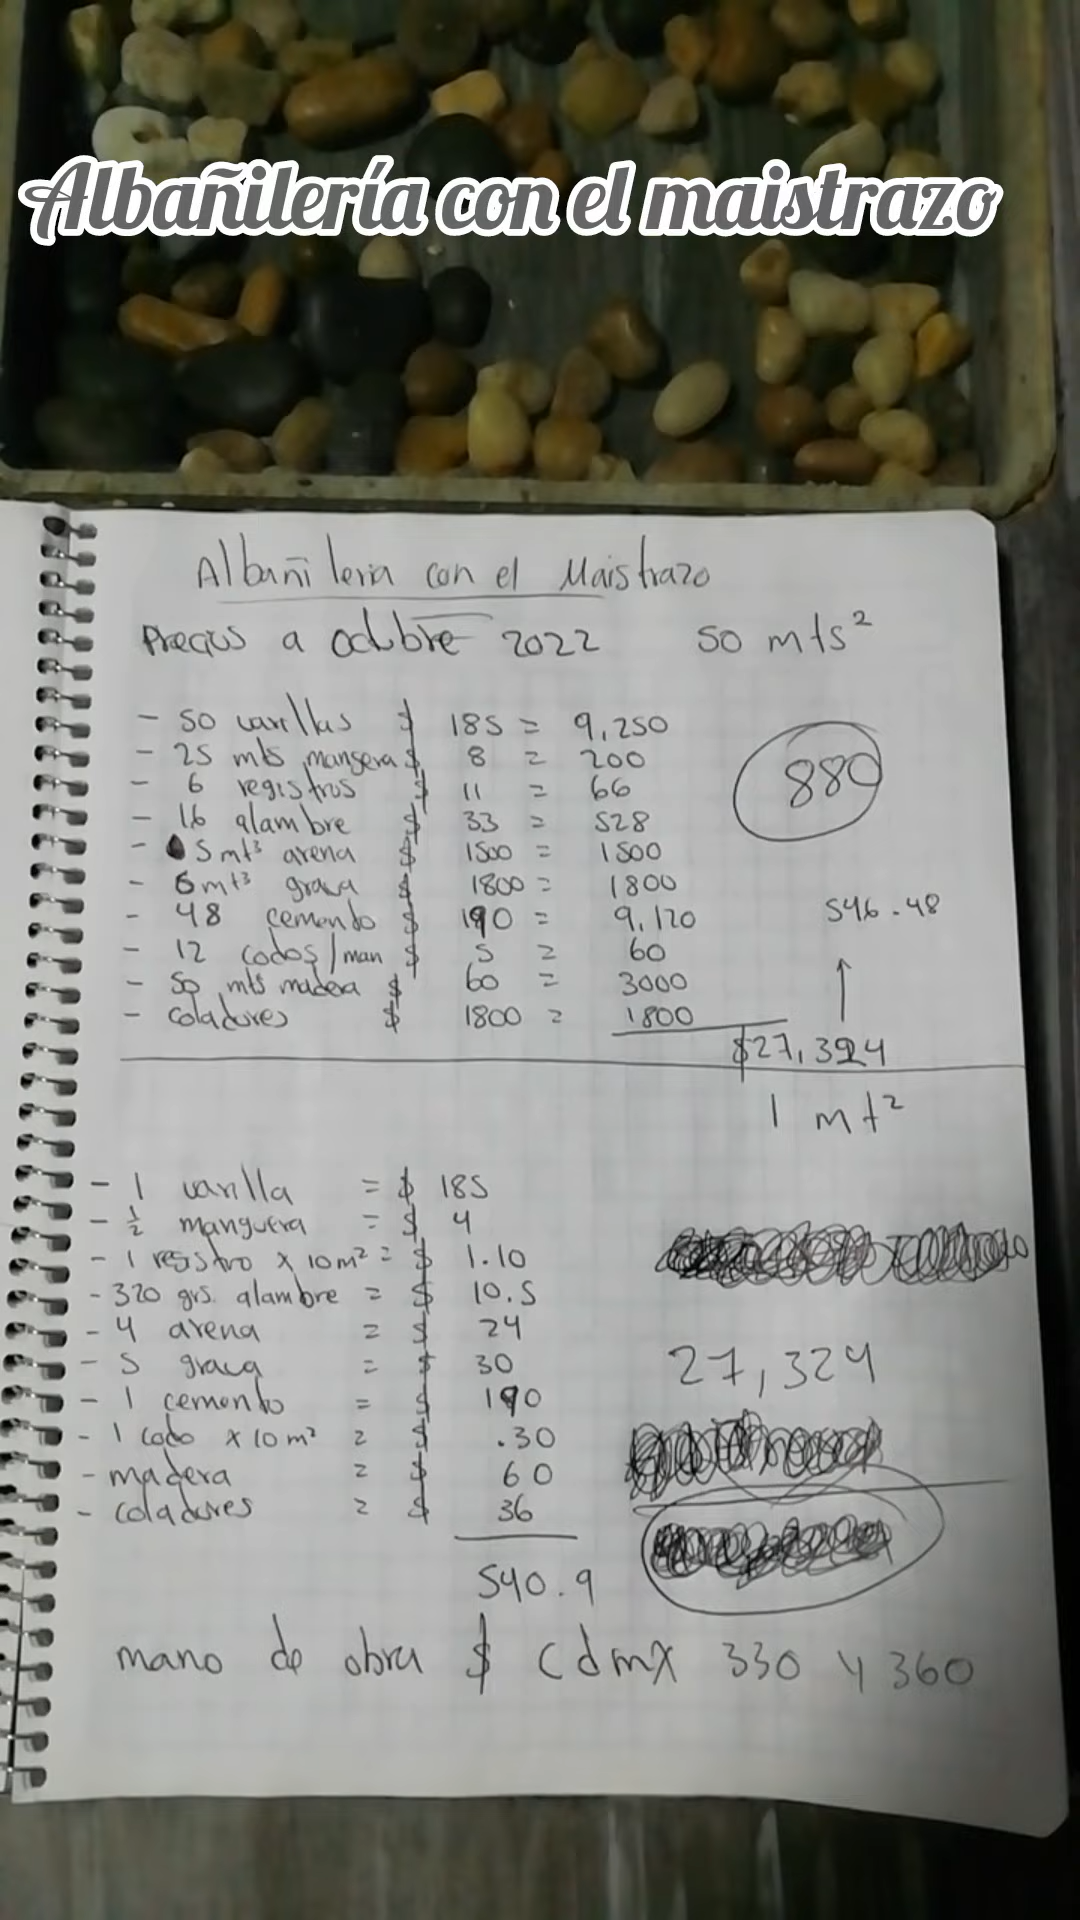 Albañilería con el maistrazo
Albañileria con el Maistrazo
Precios a octubre 2022 50 mts²
- 50 varillas $ 185 = 9,250
- 25 mts mangera $ 8 = 200
- 6 registros $ 11 = 66
880
- 16 alambre $ 33 = 528
- 5 mt³ arena $ 1500 = 1500
- 6 mt³ grava $ 1800 = 1800
- 48 cemento $ 190 = 9,120
546.48
- 12 codos/man $ 5 = 60
- 50 mts madera $ 60 = 3000
- coladores $ 1800 = 1800
$27,324
1 mt²
- 1 varilla = $ 185
- ½ manguera = $ 4
- 1 registro x 10m² = $ 1.10
- 320 grs. alambre = $ 10.5
- 4 arena = $ 24
- 5 grava = $ 30
27,324
- 1 cemento = $ 190
- 1 codo x 10m² = $ .30
- madera = $ 60
- coladores = $ 36
540.9
mano de obra $ cdmx 330 y 360